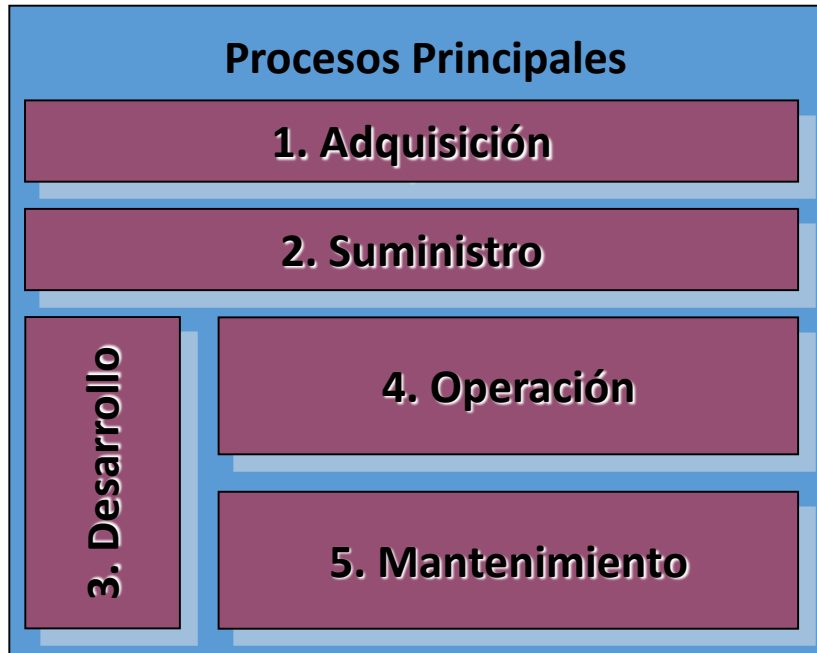 Procesos Principales
1. Adquisición
2. Suministro
3. Desarrollo
4. Operación
5. Mantenimiento